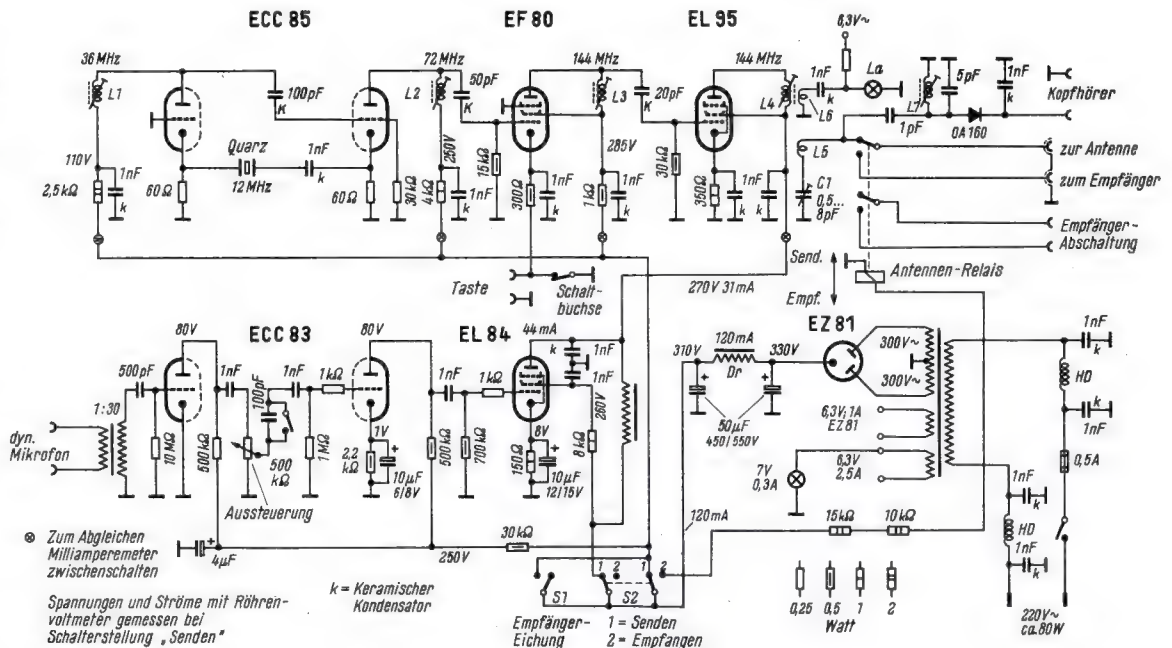 ECC 85
EF 80
EL 95
36 MHz
L1
100pF
K
110V
2,5kΩ
1nF
k
60Ω
Quarz
12 MHz
1nF
k
60Ω
30kΩ
72 MHz
L2
50pF
K
250V
4kΩ
1nF
k
15kΩ
144 MHz
L3
300Ω
1nF
k
285V
1kΩ
1nF
k
20pF
K
30kΩ
144 MHz
L4
350Ω
1nF
k
1nF
k
6,3V~
1nF
k
La
L6
L5
C1
0,5...
8pF
L7
5pF
1nF
k
1pF
OA 160
Kopfhörer
zur Antenne
zum Empfänger
Empfänger-
Abschaltung
Send.
Empf.
Antennen-Relais
Taste
Schalt-
buchse
270V 31mA
ECC 83
EL 84
EZ 81
dyn.
Mikrofon
1:30
500pF
10MΩ
80V
500kΩ
1nF
100pF
500
kΩ
Aussteuerung
1nF
1MΩ
1kΩ
80V
1V
2,2
kΩ
+
10µF
6/8V
500kΩ
1nF
700kΩ
1kΩ
44mA
k
1nF
k
1nF
8V
150Ω
+
10µF
12/15V
260V
8kΩ
310V
120mA
Dr
330V
+
+
50µF
450/550V
300V~
300V~
6,3V; 1A
EZ81
6,3V
2,5A
7V
0,3A
120mA
15kΩ
10kΩ
1nF
k
HD
k
1nF
0,5A
1nF
k
HD
1nF
k
220V~
ca.80W
⊗ Zum Abgleichen
Milliamperemeter
zwischenschalten
+
4µF
250V
30kΩ
k = Keramischer
Kondensator
Spannungen und Ströme mit Röhren-
voltmeter gemessen bei
Schalterstellung „Senden"
S1
1
2
S2
1
2
Empfänger-
Eichung
1 = Senden
2 = Empfangen
0,25
0,5
1
2
Watt